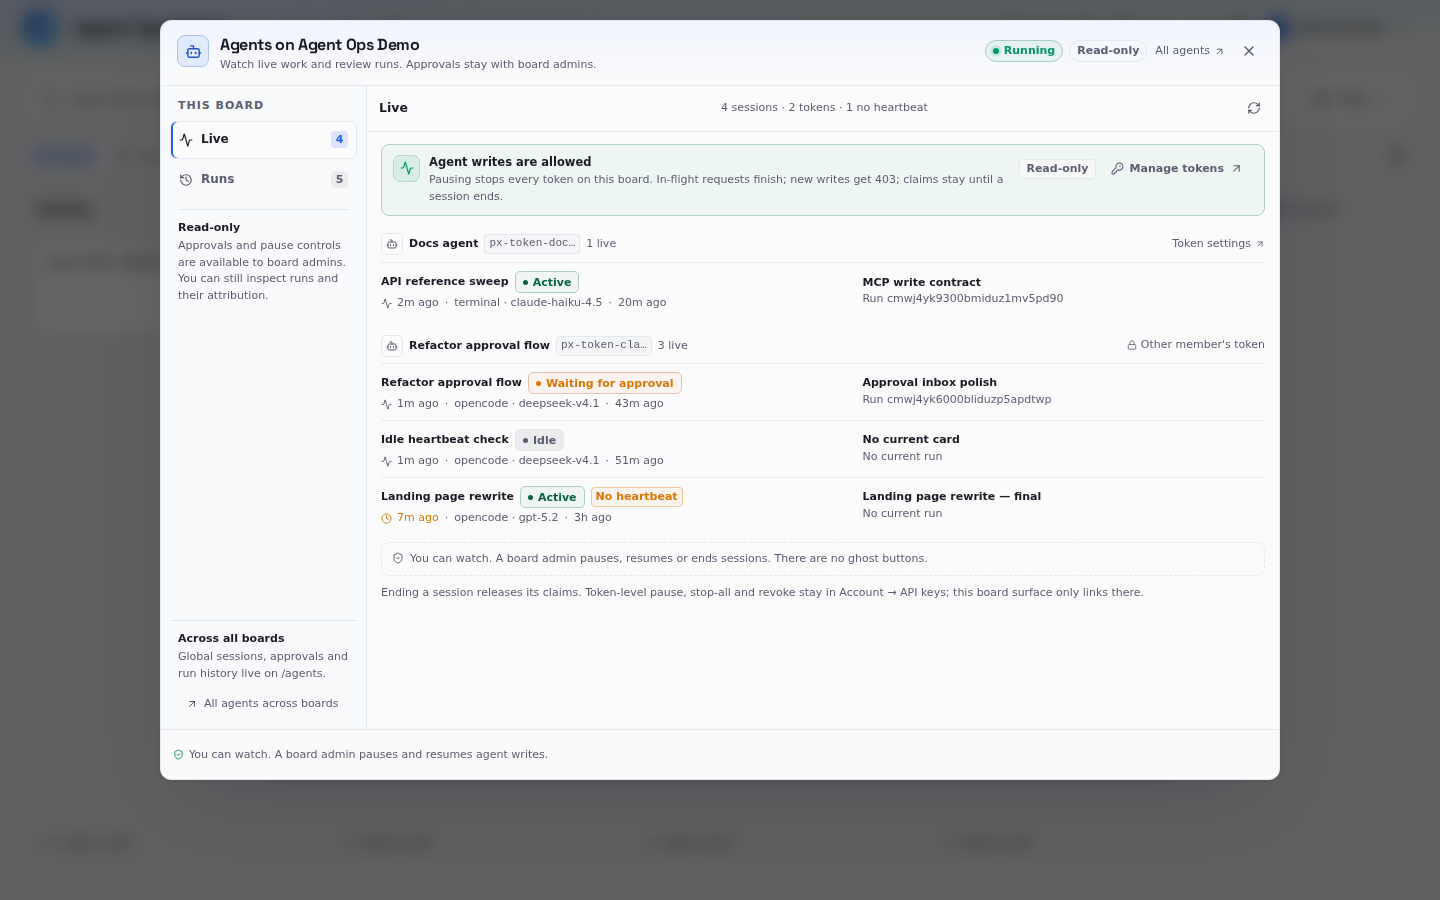 Agents on Agent Ops Demo
Watch live work and review runs. Approvals stay with board admins.
Running
Read-only
All agents
THIS BOARD
Live 4
Runs 5
Read-only
Approvals and pause controls
are available to board admins.
You can still inspect runs and
their attribution.
Across all boards
Global sessions, approvals and
run history live on /agents.
All agents across boards
Live
4 sessions · 2 tokens · 1 no heartbeat
Agent writes are allowed
Pausing stops every token on this board. In-flight requests finish; new writes get 403; claims stay until a
session ends.
Read-only
Manage tokens
Docs agent px-token-doc… 1 live
Token settings
API reference sweep Active
2m ago · terminal · claude-haiku-4.5 · 20m ago
MCP write contract
Run cmwj4yk9300bmiduz1mv5pd90
Refactor approval flow px-token-cla… 3 live
Other member's token
Refactor approval flow Waiting for approval
1m ago · opencode · deepseek-v4.1 · 43m ago
Approval inbox polish
Run cmwj4yk6000bliduzp5apdtwp
Idle heartbeat check Idle
1m ago · opencode · deepseek-v4.1 · 51m ago
No current card
No current run
Landing page rewrite Active No heartbeat
7m ago · opencode · gpt-5.2 · 3h ago
Landing page rewrite — final
No current run
You can watch. A board admin pauses, resumes or ends sessions. There are no ghost buttons.
Ending a session releases its claims. Token-level pause, stop-all and revoke stay in Account → API keys; this board surface only links there.
You can watch. A board admin pauses and resumes agent writes.